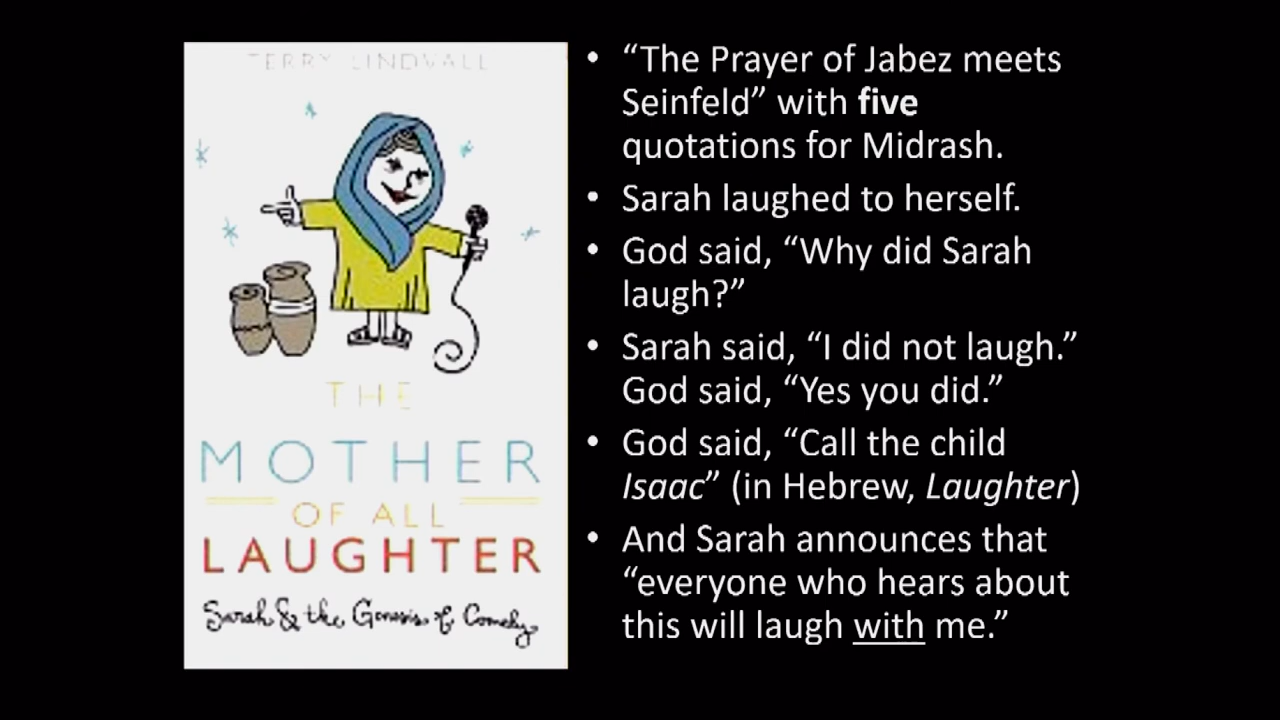 TERRY LINDVALL
THE
MOTHER
OF ALL
LAUGHTER
Sarah & the Genesis of Comedy
• “The Prayer of Jabez meets
Seinfeld” with five
quotations for Midrash.
• Sarah laughed to herself.
• God said, “Why did Sarah
laugh?”
• Sarah said, “I did not laugh.”
God said, “Yes you did.”
• God said, “Call the child
Isaac” (in Hebrew, Laughter)
• And Sarah announces that
“everyone who hears about
this will laugh with me.”